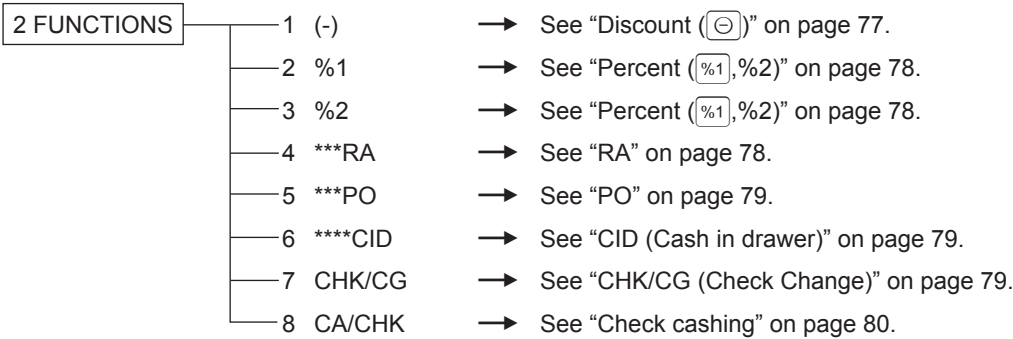 2 FUNCTIONS 1 (-) → See “Discount (⊖)” on page 77.
2 %1 → See “Percent (%1,%2)” on page 78.
3 %2 → See “Percent (%1,%2)” on page 78.
4 ***RA → See “RA” on page 78.
5 ***PO → See “PO” on page 79.
6 ****CID → See “CID (Cash in drawer)” on page 79.
7 CHK/CG → See “CHK/CG (Check Change)” on page 79.
8 CA/CHK → See “Check cashing” on page 80.